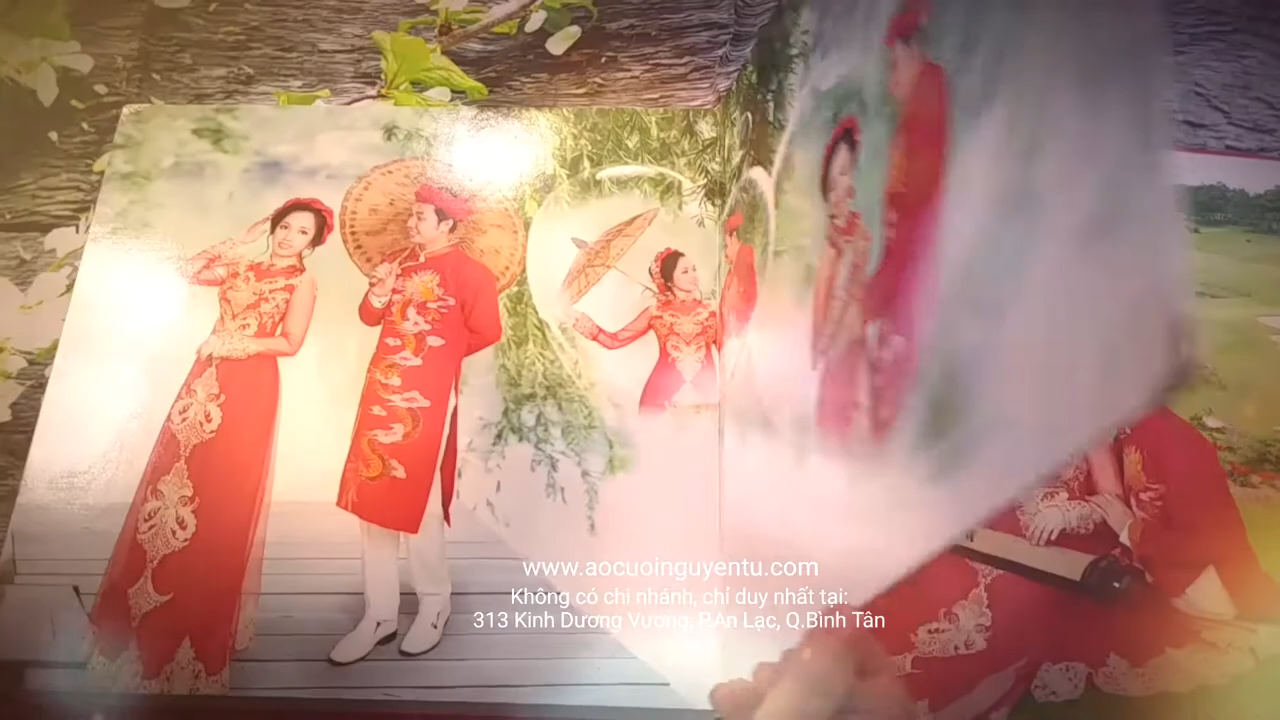 www.aocuoinguyentu.com
Không có chi nhánh, chỉ duy nhất tại:
313 Kinh Dương Vương, P.An Lạc, Q.Bình Tân